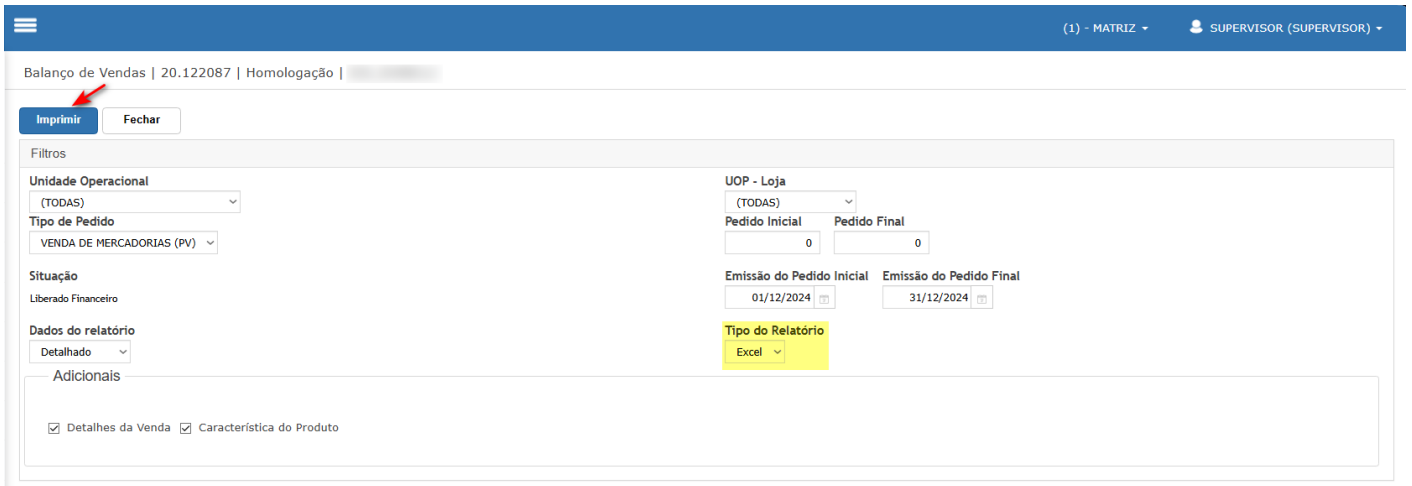 (1) - MATRIZ SUPERVISOR (SUPERVISOR)
Balanço de Vendas | 20.122087 | Homologação |
Imprimir Fechar
Filtros
Unidade Operacional UOP - Loja
(TODAS) (TODAS)
Tipo de Pedido Pedido Inicial Pedido Final
VENDA DE MERCADORIAS (PV) 0 0
Situação Emissão do Pedido Inicial Emissão do Pedido Final
Liberado Financeiro 01/12/2024 31/12/2024
Dados do relatório Tipo do Relatório
Detalhado Excel
Adicionais
Detalhes da Venda Característica do Produto